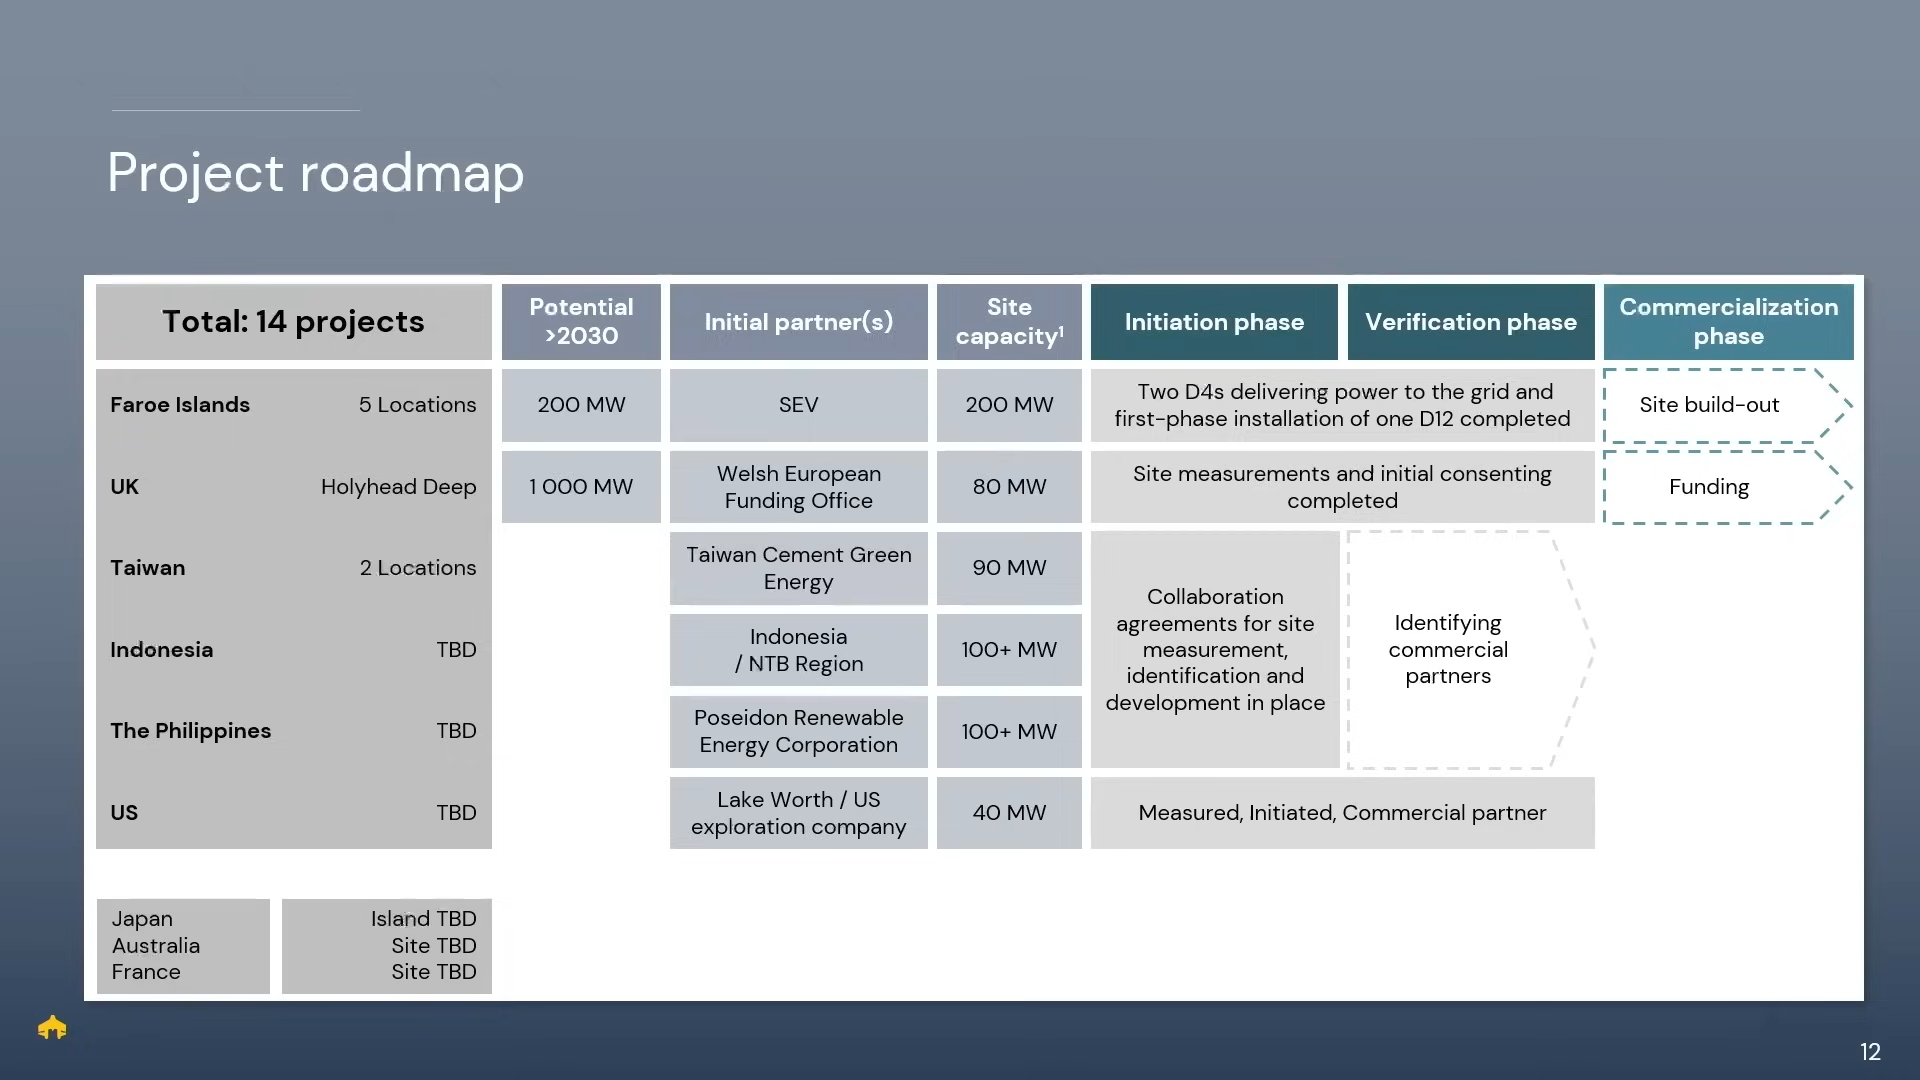 Project roadmap
Total: 14 projects
Potential
>2030
Initial partner(s)
Site
capacity¹
Initiation phase
Verification phase
Commercialization
phase
Faroe Islands
5 Locations
200 MW
SEV
200 MW
Two D4s delivering power to the grid and
first-phase installation of one D12 completed
Site build-out
UK
Holyhead Deep
1 000 MW
Welsh European
Funding Office
80 MW
Site measurements and initial consenting
completed
Funding
Taiwan
2 Locations
Taiwan Cement Green
Energy
90 MW
Collaboration
agreements for site
measurement,
identification and
development in place
Identifying
commercial
partners
Indonesia
TBD
Indonesia
/ NTB Region
100+ MW
The Philippines
TBD
Poseidon Renewable
Energy Corporation
100+ MW
US
TBD
Lake Worth / US
exploration company
40 MW
Measured, Initiated, Commercial partner
Japan
Island TBD
Australia
Site TBD
France
Site TBD
12